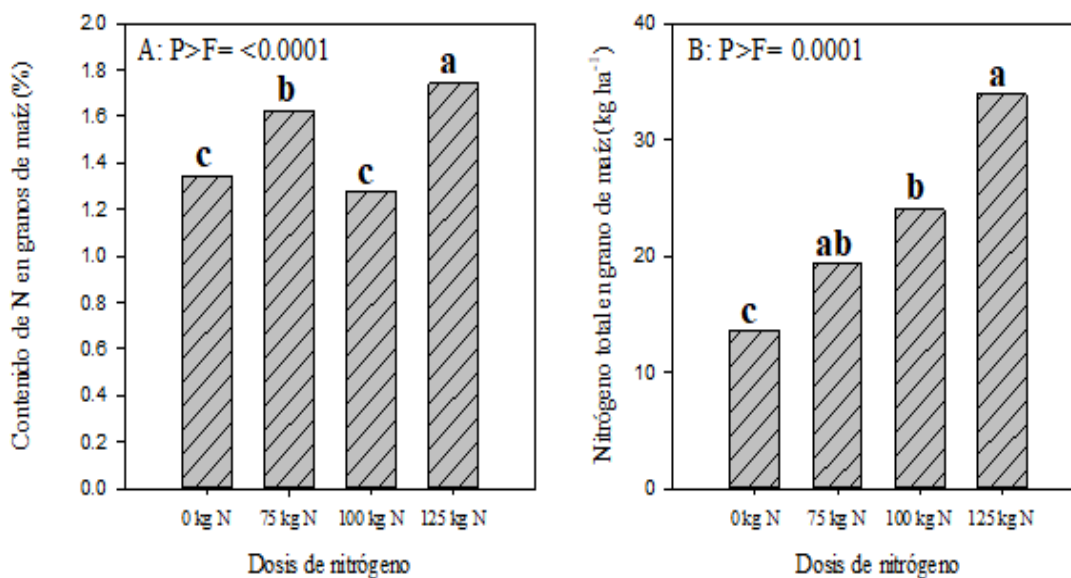 A: P>F= <0.0001
Contenido de N en granos de maíz (%)
2.0
1.8
1.6
1.4
1.2
1.0
0.8
0.6
0.4
0.2
0.0
c
b
c
a
0 kg N 75 kg N 100 kg N 125 kg N
Dosis de nitrógeno
B: P>F= 0.0001
Nitrógeno total en grano de maíz (kg ha⁻¹)
40
30
20
10
0
c
ab
b
a
0 kg N 75 kg N 100 kg N 125 kg N
Dosis de nitrógeno